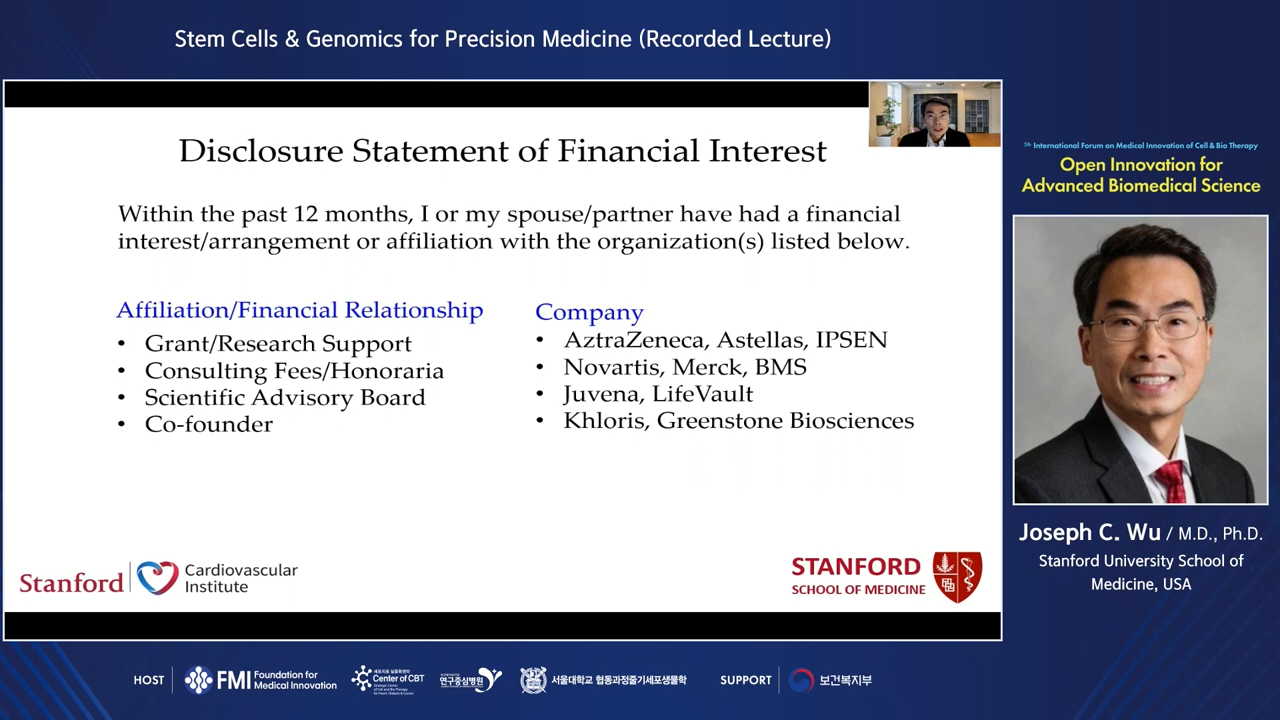 Stem Cells & Genomics for Precision Medicine (Recorded Lecture)
Disclosure Statement of Financial Interest
Within the past 12 months, I or my spouse/partner have had a financial
interest/arrangement or affiliation with the organization(s) listed below.
Affiliation/Financial Relationship
• Grant/Research Support
• Consulting Fees/Honoraria
• Scientific Advisory Board
• Co-founder
Company
• AztraZeneca, Astellas, IPSEN
• Novartis, Merck, BMS
• Juvena, LifeVault
• Khloris, Greenstone Biosciences
Stanford
Cardiovascular
Institute
STANFORD
SCHOOL OF MEDICINE
5th International Forum on Medical Innovation of Cell & Bio Therapy
Open Innovation for
Advanced Biomedical Science
Joseph C. Wu / M.D., Ph.D.
Stanford University School of
Medicine, USA
HOST
FMI Foundation for
Medical Innovation
Center of CBT
연구중심병원
서울대학교 협동과정줄기세포생물학
SUPPORT
보건복지부